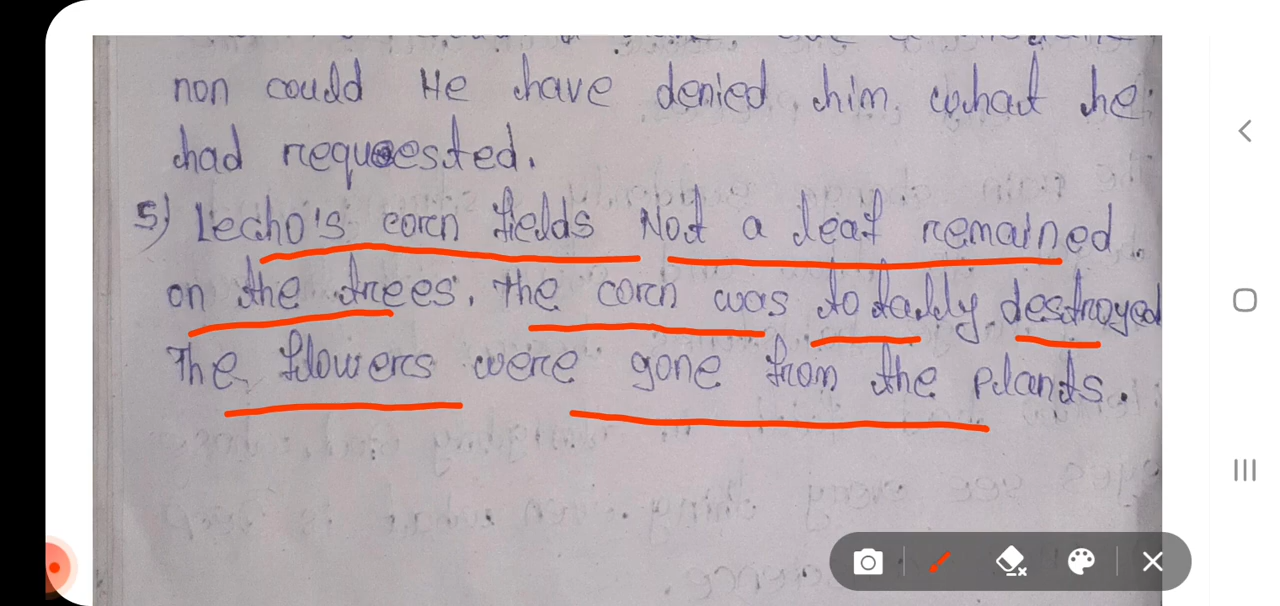 non could He have denied him what he
had requested.
5) Lecho's corn fields Not a leaf remained
on the trees. The corn was totally destroyed
The flowers were gone from the plants.